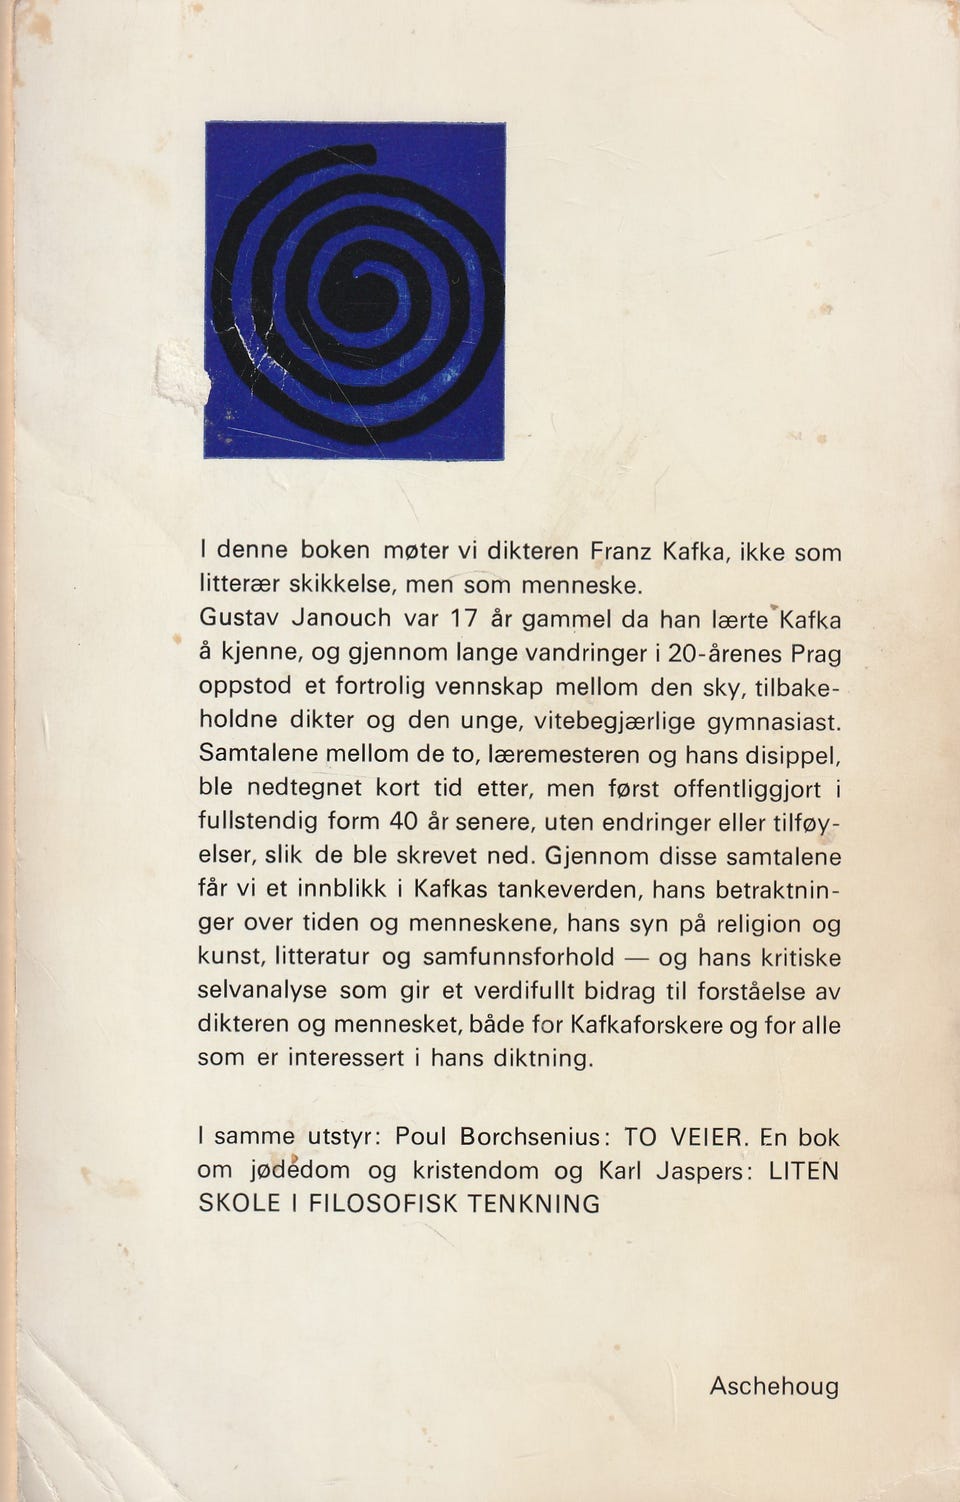 I denne boken møter vi dikteren Franz Kafka, ikke som
litterær skikkelse, men som menneske.
Gustav Janouch var 17 år gammel da han lærte Kafka
å kjenne, og gjennom lange vandringer i 20-årenes Prag
oppstod et fortrolig vennskap mellom den sky, tilbake-
holdne dikter og den unge, vitebegjærlige gymnasiast.
Samtalene mellom de to, læremesteren og hans disippel,
ble nedtegnet kort tid etter, men først offentliggjort i
fullstendig form 40 år senere, uten endringer eller tilføy-
elser, slik de ble skrevet ned. Gjennom disse samtalene
får vi et innblikk i Kafkas tankeverden, hans betraktnin-
ger over tiden og menneskene, hans syn på religion og
kunst, litteratur og samfunnsforhold — og hans kritiske
selvanalyse som gir et verdifullt bidrag til forståelse av
dikteren og mennesket, både for Kafkaforskere og for alle
som er interessert i hans diktning.
I samme utstyr: Poul Borchsenius: TO VEIER. En bok
om jødedom og kristendom og Karl Jaspers: LITEN
SKOLE I FILOSOFISK TENKNING
Aschehoug